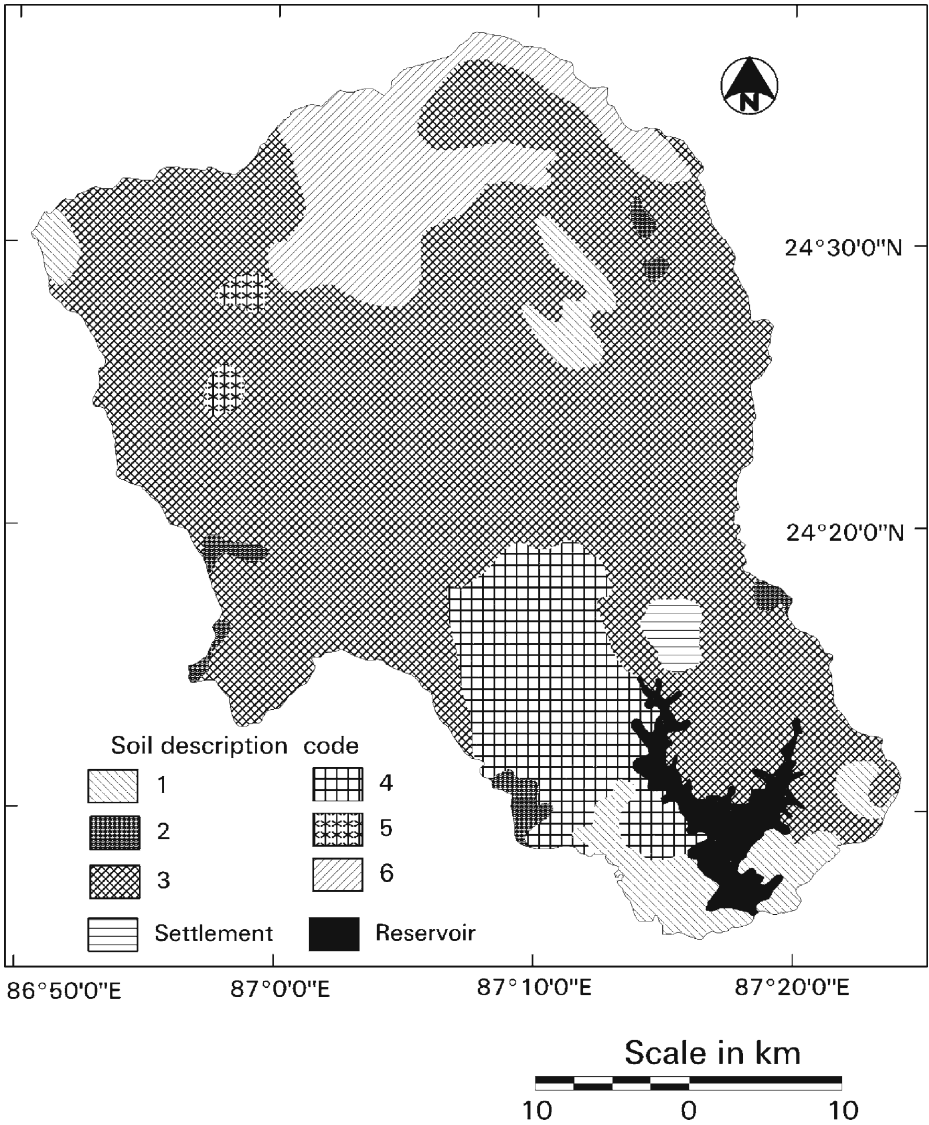 N
24°30'0"N
24°20'0"N
Soil description code
1
4
2
5
3
6
Settlement
Reservoir
86°50'0"E
87°0'0"E
87°10'0"E
87°20'0"E
Scale in km
10 0 10